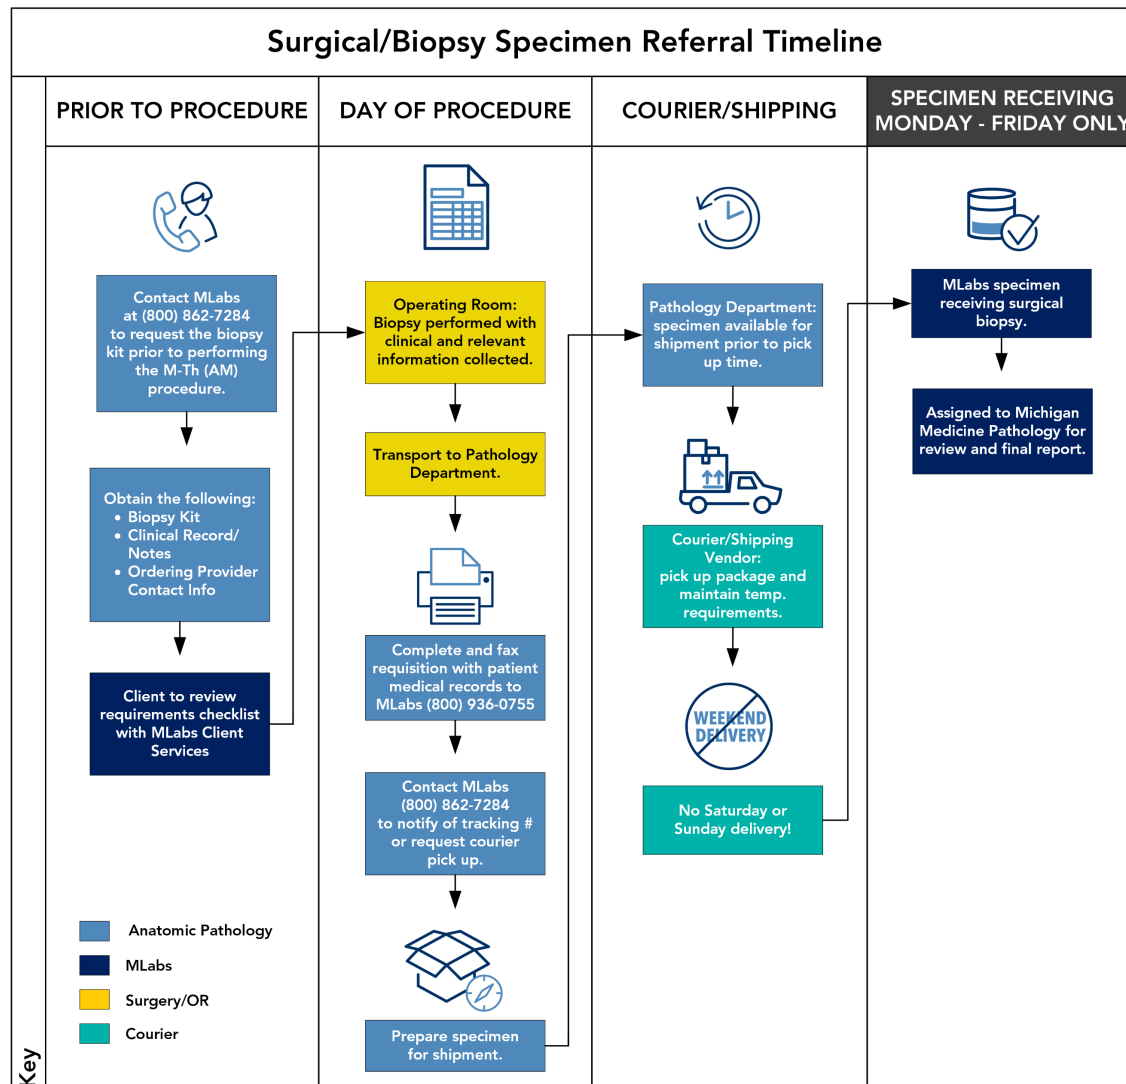 Surgical/Biopsy Specimen Referral Timeline
PRIOR TO PROCEDURE
Contact MLabs
at (800) 862-7284
to request the biopsy
kit prior to performing
the M-Th (AM)
procedure.
Obtain the following:
• Biopsy Kit
• Clinical Record/
Notes
• Ordering Provider
Contact Info
Client to review
requirements checklist
with MLabs Client
Services
DAY OF PROCEDURE
Operating Room:
Biopsy performed with
clinical and relevant
information collected.
Transport to Pathology
Department.
Complete and fax
requisition with patient
medical records to
MLabs (800) 936-0755
Contact MLabs
(800) 862-7284
to notify of tracking #
or request courier
pick up.
Prepare specimen
for shipment.
COURIER/SHIPPING
Pathology Department:
specimen available for
shipment prior to pick
up time.
Courier/Shipping
Vendor:
pick up package and
maintain temp.
requirements.
WEEKEND
DELIVERY
No Saturday or
Sunday delivery!
SPECIMEN RECEIVING
MONDAY - FRIDAY ONLY
MLabs specimen
receiving surgical
biopsy.
Assigned to Michigan
Medicine Pathology for
review and final report.
Key
Anatomic Pathology
MLabs
Surgery/OR
Courier